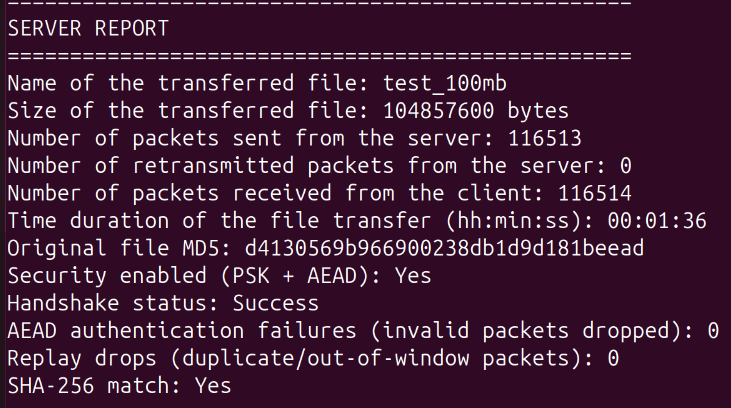 ==================================================
SERVER REPORT
==================================================
Name of the transferred file: test_100mb
Size of the transferred file: 104857600 bytes
Number of packets sent from the server: 116513
Number of retransmitted packets from the server: 0
Number of packets received from the client: 116514
Time duration of the file transfer (hh:min:ss): 00:01:36
Original file MD5: d4130569b966900238db1d9d181beead
Security enabled (PSK + AEAD): Yes
Handshake status: Success
AEAD authentication failures (invalid packets dropped): 0
Replay drops (duplicate/out-of-window packets): 0
SHA-256 match: Yes